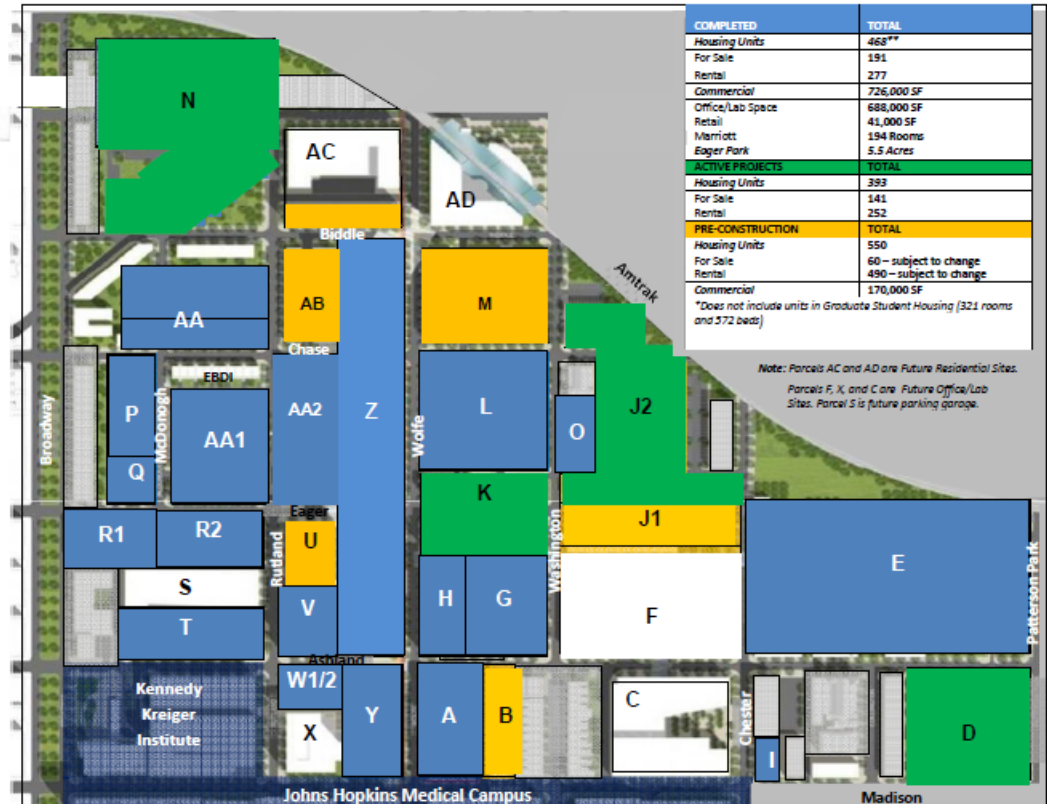 COMPLETED TOTAL
Housing Units 468**
For Sale 191
Rental 277
Commercial 726,000 SF
Office/Lab Space 688,000 SF
Retail 41,000 SF
Marriott 194 Rooms
Eager Park 5.5 Acres
ACTIVE PROJECTS TOTAL
Housing Units 393
For Sale 141
Rental 252
PRE-CONSTRUCTION TOTAL
Housing Units 550
For Sale 60 – subject to change
Rental 490 – subject to change
Commercial 170,000 SF
*Does not include units in Graduate Student Housing (321 rooms
and 572 beds)
Note: Parcels AC and AD are Future Residential Sites.
Parcels F, X, and C are Future Office/Lab
Sites. Parcel S is future parking garage.
N
AC
AD
Biddle
Amtrak
AA
AB
M
Chase
EBDI
Broadway
P
McDonogh
AA1
AA2
Z
Wolfe
L
O
J2
Q
K
R1
R2
Eager
Rutland
U
Washington
J1
E
Patterson Park
S
V
H
G
F
T
Ashland
Kennedy
Kreiger
Institute
W1/2
X
Y
A
B
C
Chester
I
D
Johns Hopkins Medical Campus
Madison